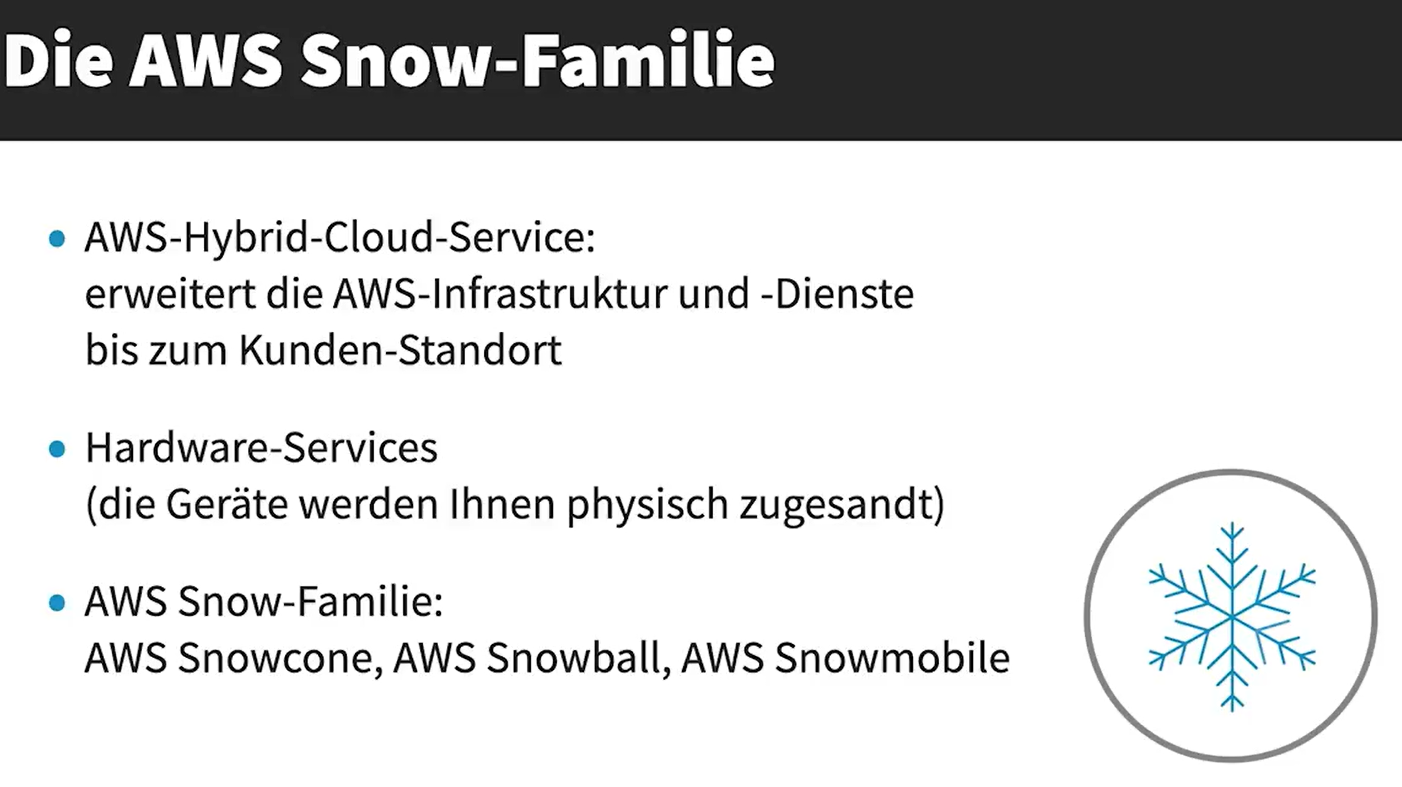 Die AWS Snow-Familie
• AWS-Hybrid-Cloud-Service:
erweitert die AWS-Infrastruktur und -Dienste
bis zum Kunden-Standort
• Hardware-Services
(die Geräte werden Ihnen physisch zugesandt)
• AWS Snow-Familie:
AWS Snowcone, AWS Snowball, AWS Snowmobile